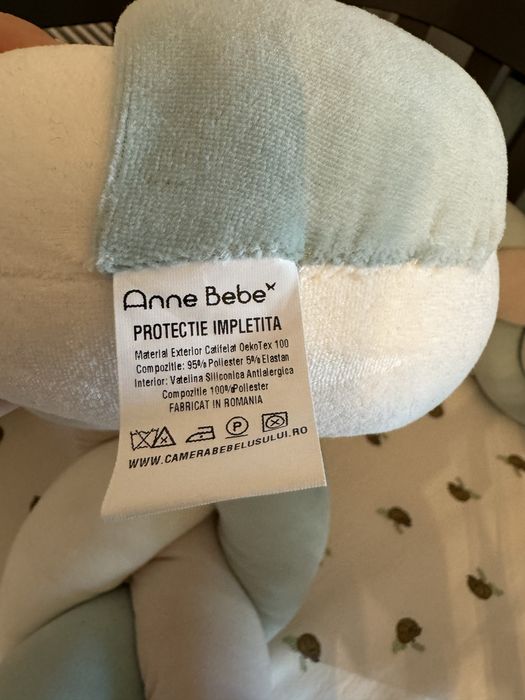 Anne Bebe
PROTECTIE IMPLETITA
Material Exterior Catifelat OekoTex 100
Compozitie: 95% Poliester 5% Elastan
Interior: Vatelina Siliconica Antialergica
Compozitie 100% Poliester
FABRICAT IN ROMANIA
P
WWW.CAMERABEBELUSULUI.RO